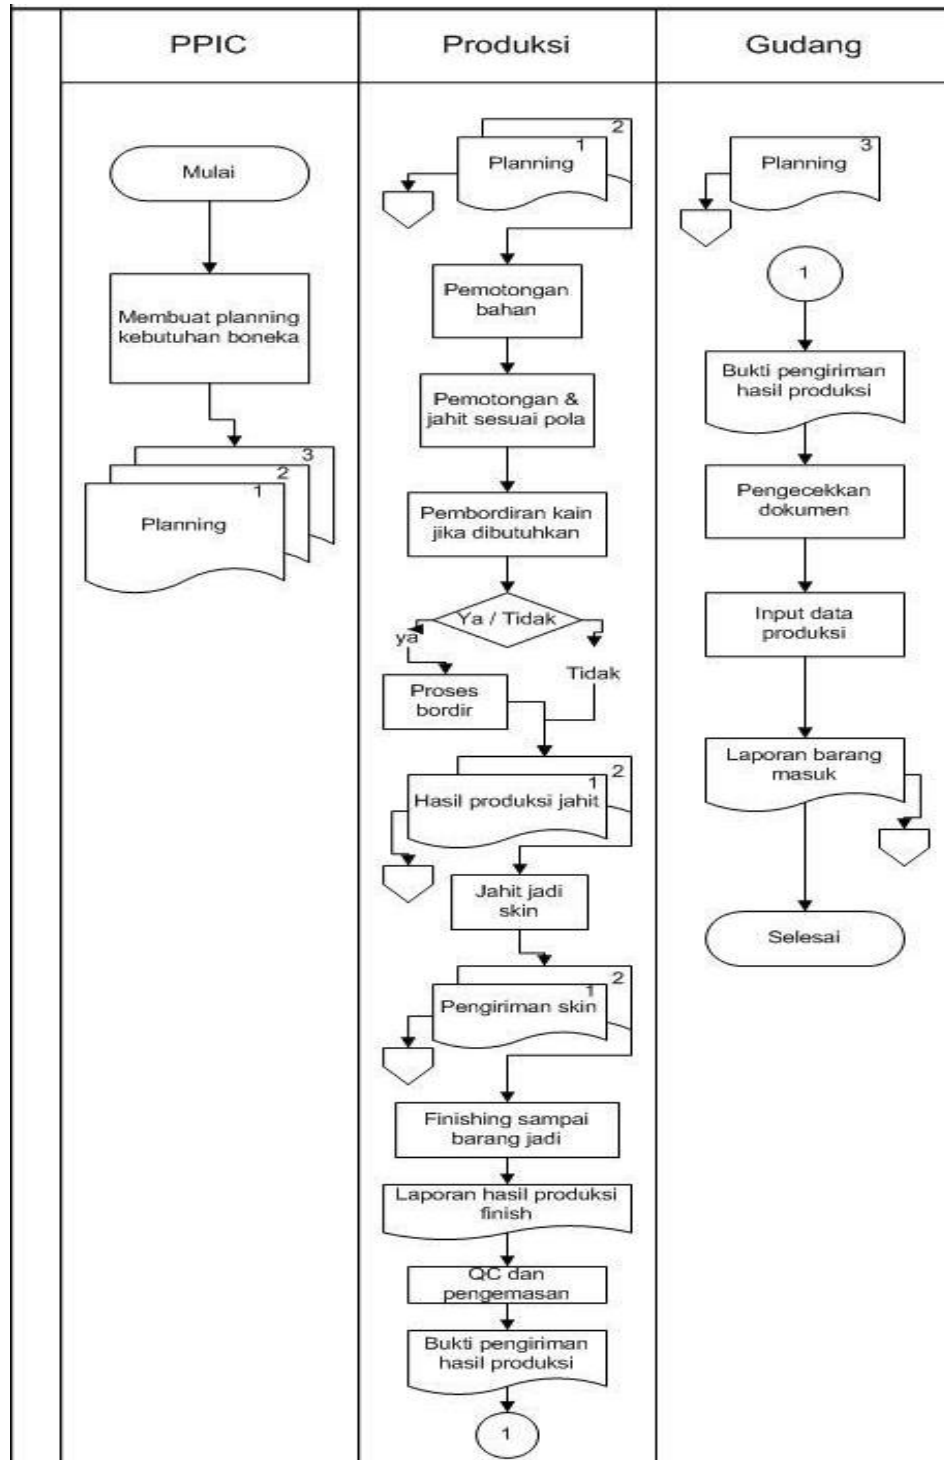 PPIC
Produksi
Gudang
Mulai
Membuat planning
kebutuhan boneka
3
2
1
Planning
2
1
Planning
Pemotongan
bahan
Pemotongan &
jahit sesuai pola
Pembordiran kain
jika dibutuhkan
Ya / Tidak
ya
Tidak
Proses
bordir
2
1
Hasil produksi jahit
Jahit jadi
skin
2
1
Pengiriman skin
Finishing sampai
barang jadi
Laporan hasil produksi
finish
QC dan
pengemasan
Bukti pengiriman
hasil produksi
1
3
Planning
1
Bukti pengiriman
hasil produksi
Pengecekkan
dokumen
Input data
produksi
Laporan barang
masuk
Selesai